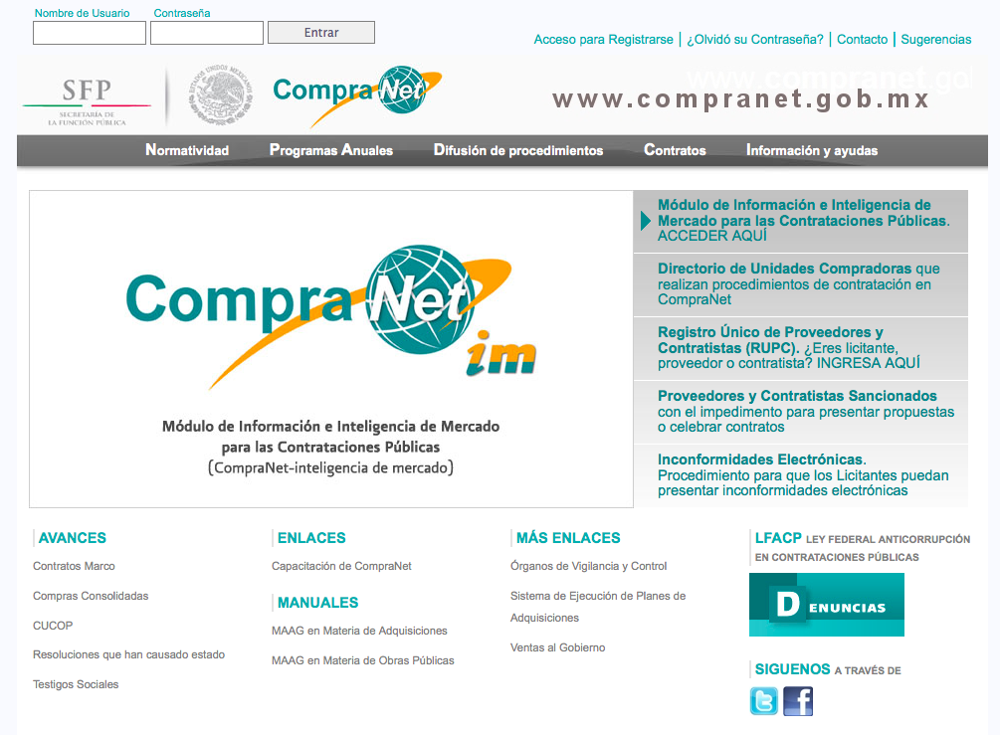 Nombre de Usuario
Contraseña
Entrar
Acceso para Registrarse | ¿Olvidó su Contraseña? | Contacto | Sugerencias
SFP
SECRETARÍA DE
LA FUNCIÓN PÚBLICA
ESTADOS UNIDOS MEXICANOS
CompraNet
www.compranet.gob
www.compranet.gob.mx
Normatividad
Programas Anuales
Difusión de procedimientos
Contratos
Información y ayudas
CompraNet
im
Módulo de Información e Inteligencia de Mercado
para las Contrataciones Públicas
(CompraNet-inteligencia de mercado)
Módulo de Información e Inteligencia de
Mercado para las Contrataciones Públicas.
ACCEDER AQUÍ
Directorio de Unidades Compradoras que
realizan procedimientos de contratación en
CompraNet
Registro Único de Proveedores y
Contratistas (RUPC). ¿Eres licitante,
proveedor o contratista? INGRESA AQUÍ
Proveedores y Contratistas Sancionados
con el impedimento para presentar propuestas
o celebrar contratos
Inconformidades Electrónicas.
Procedimiento para que los Licitantes puedan
presentar inconformidades electrónicas
AVANCES
Contratos Marco
Compras Consolidadas
CUCOP
Resoluciones que han causado estado
Testigos Sociales
ENLACES
Capacitación de CompraNet
MANUALES
MAAG en Materia de Adquisiciones
MAAG en Materia de Obras Públicas
MÁS ENLACES
Órganos de Vigilancia y Control
Sistema de Ejecución de Planes de
Adquisiciones
Ventas al Gobierno
LFACP LEY FEDERAL ANTICORRUPCIÓN
EN CONTRATACIONES PÚBLICAS
DENUNCIAS
SIGUENOS A TRAVÉS DE